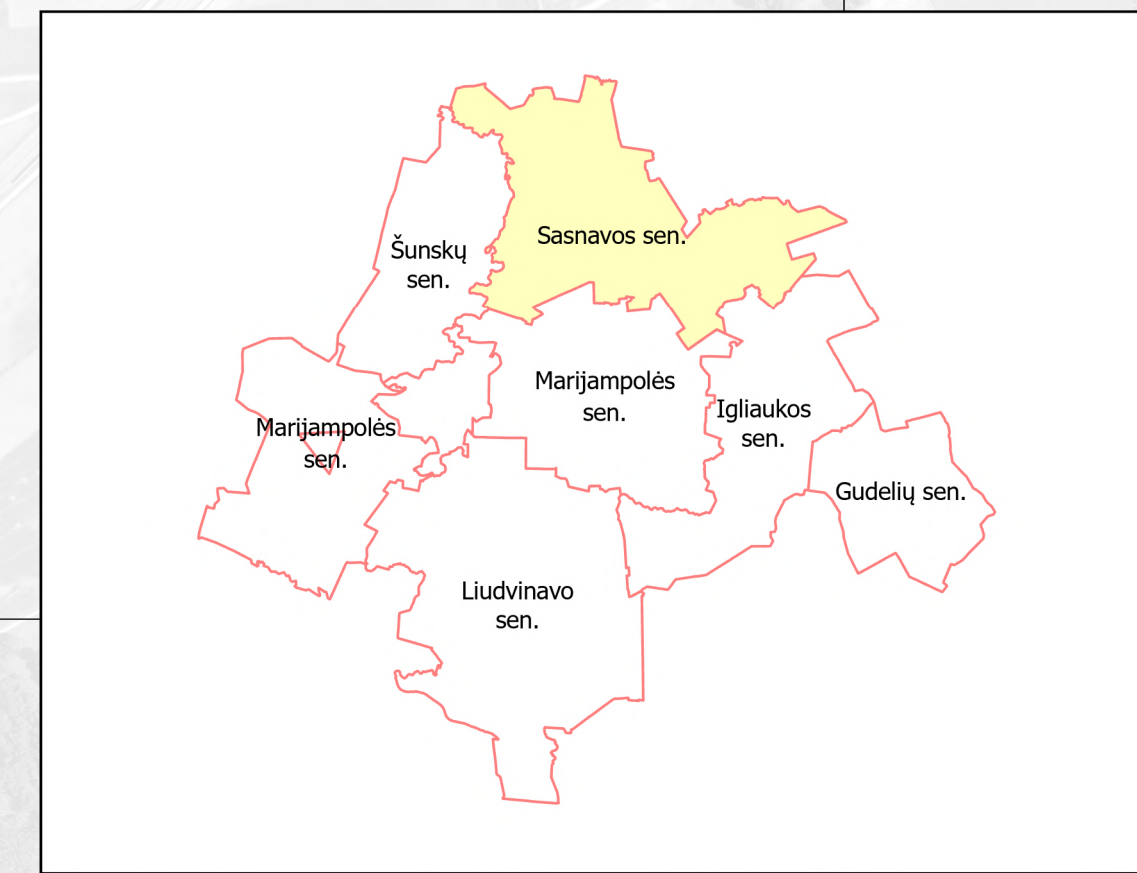 Sasnavos sen.
Šunskų
sen.
Marijampolės
sen.
Igliaukos
sen.
Marijampolės
sen.
Gudelių sen.
Liudvinavo
sen.